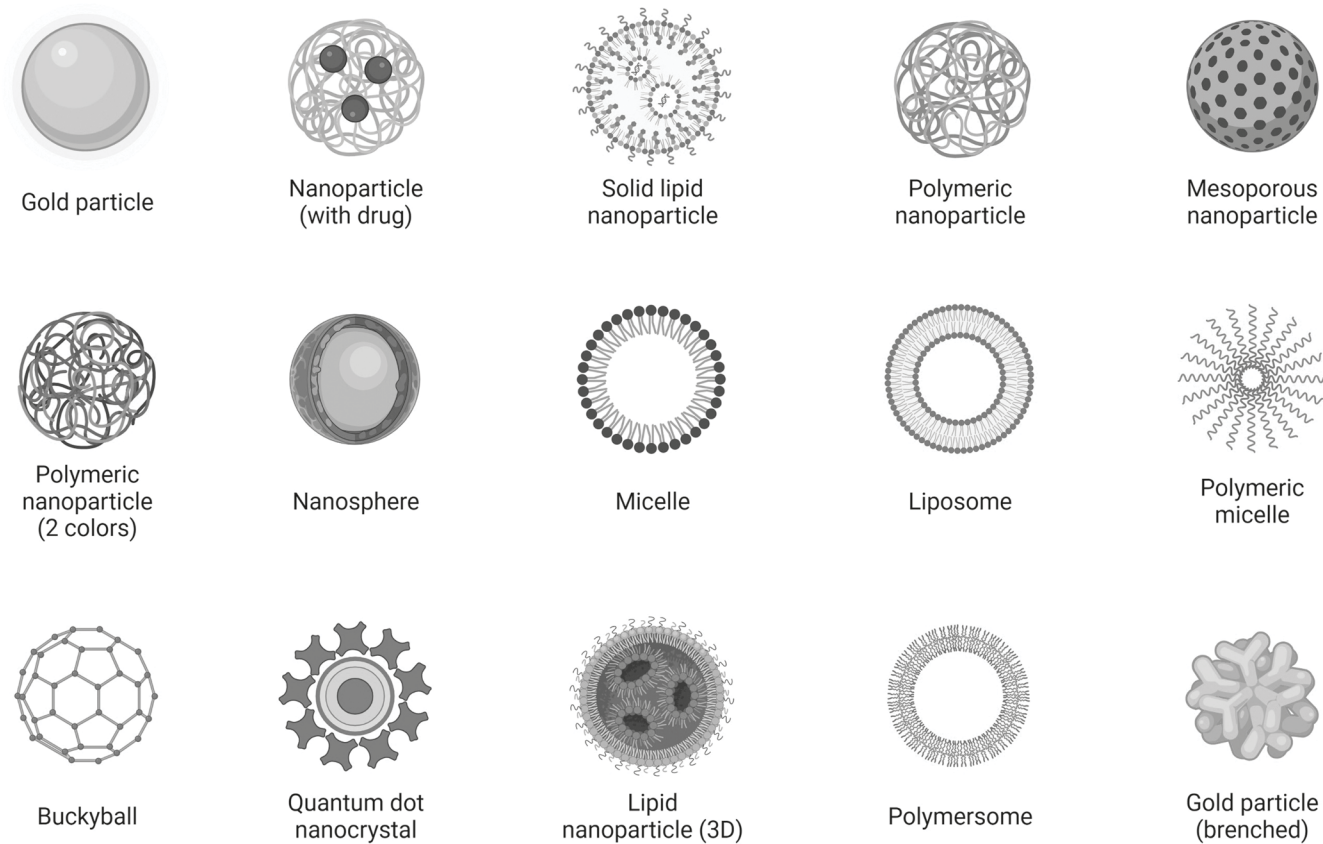 Gold particle
Nanoparticle
(with drug)
Solid lipid
nanoparticle
Polymeric
nanoparticle
Mesoporous
nanoparticle
Polymeric
nanoparticle
(2 colors)
Nanosphere
Micelle
Liposome
Polymeric
micelle
Buckyball
Quantum dot
nanocrystal
Lipid
nanoparticle (3D)
Polymersome
Gold particle
(brenched)